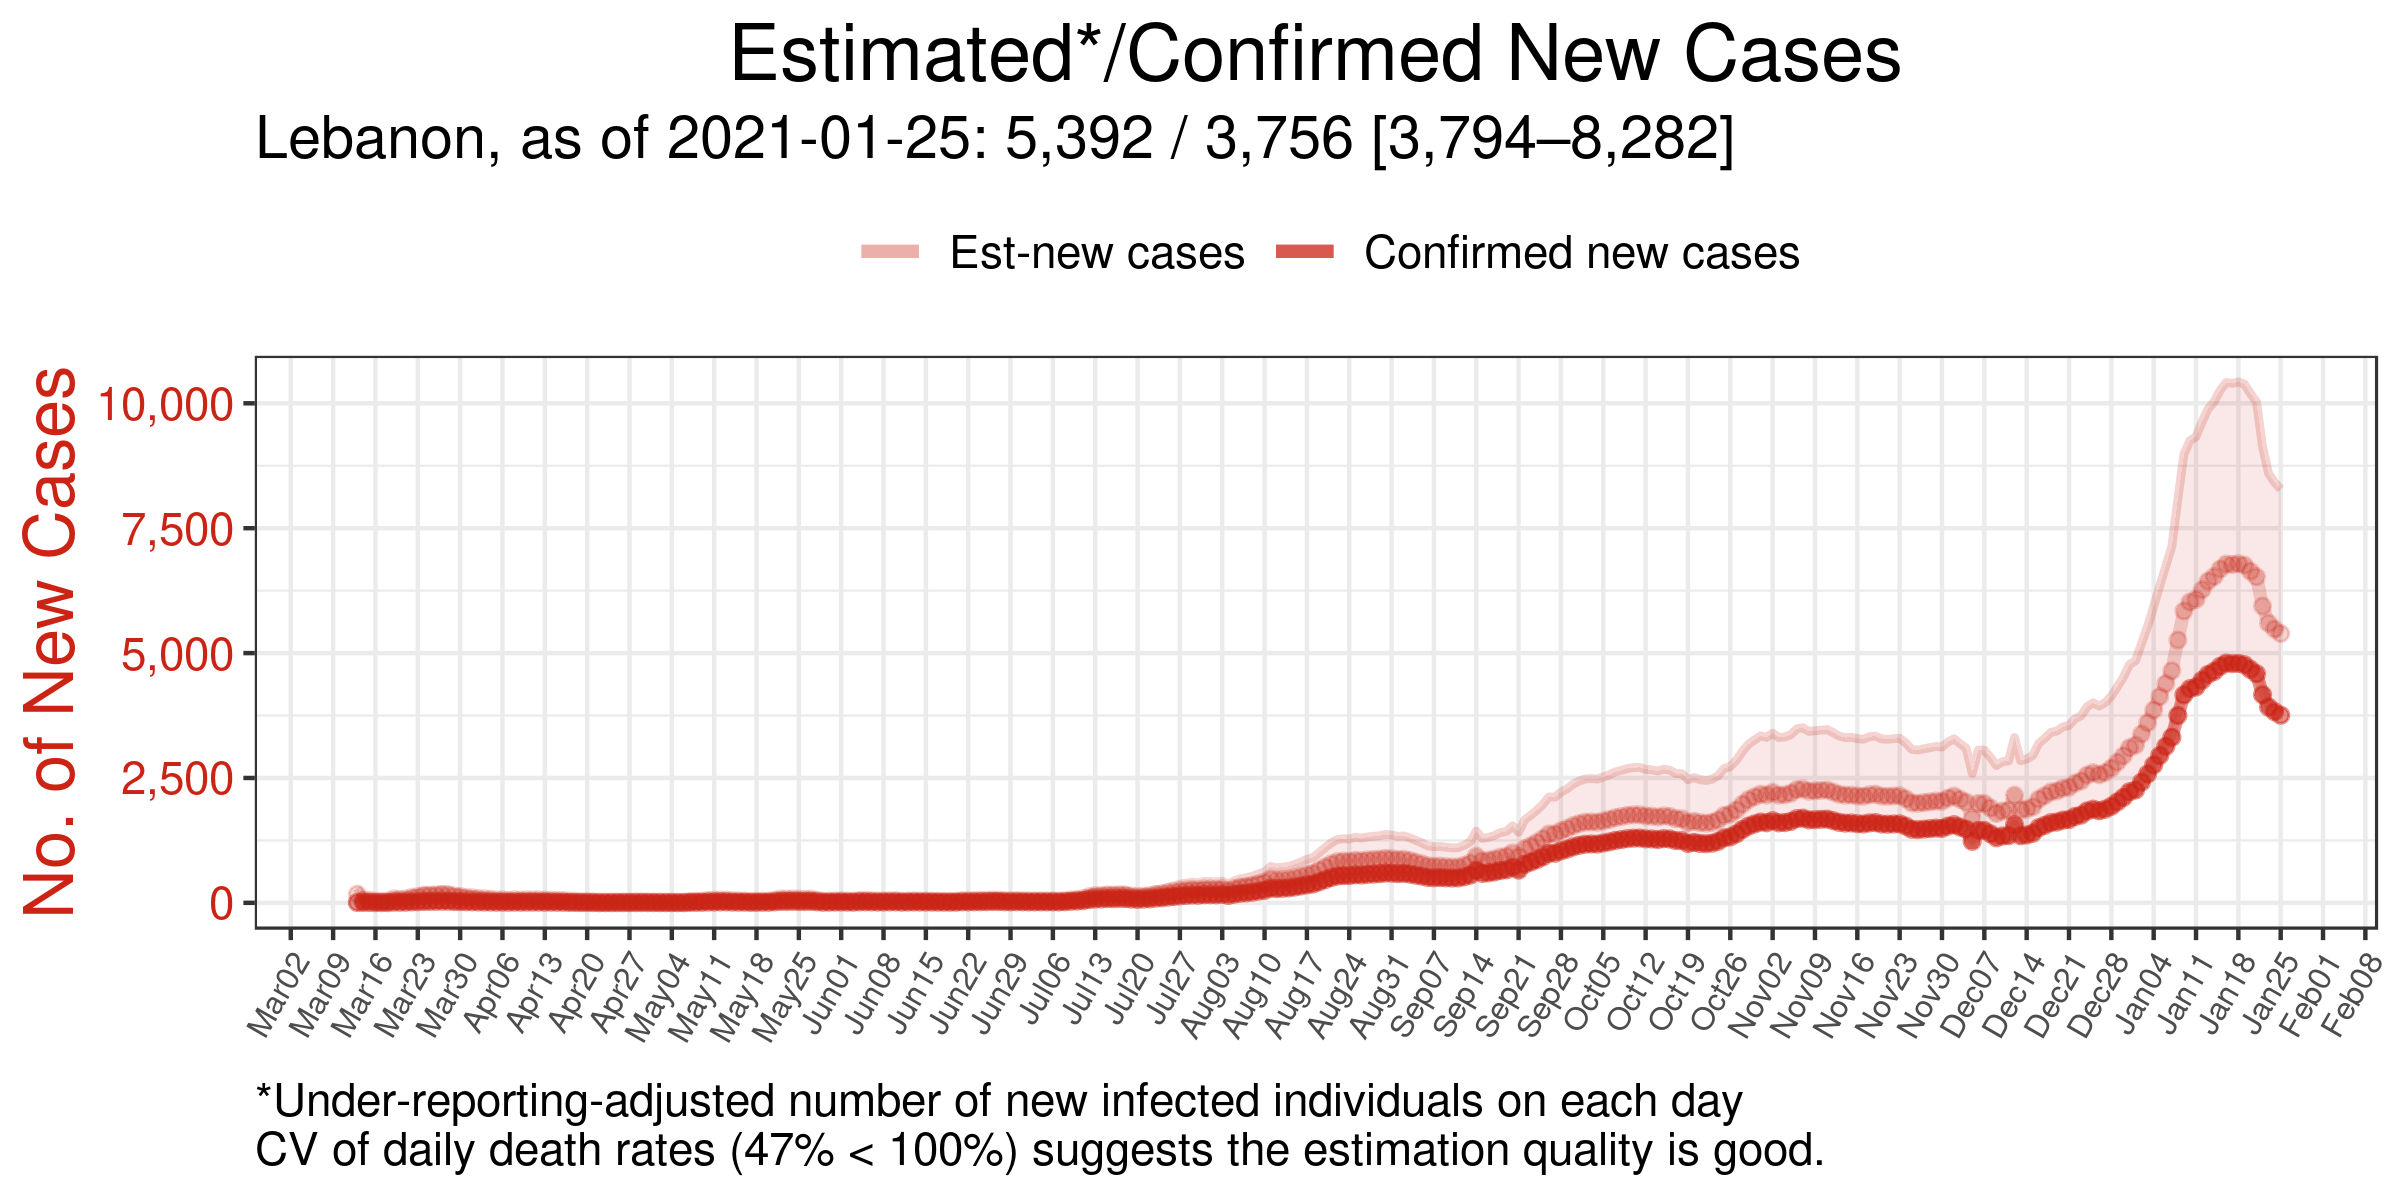 Estimated*/Confirmed New Cases
Lebanon, as of 2021-01-25: 5,392 / 3,756 [3,794–8,282]
Est-new cases Confirmed new cases
No. of New Cases
10,000
7,500
5,000
2,500
0
Mar02 Mar09 Mar16 Mar23 Mar30 Apr06 Apr13 Apr20 Apr27 May04 May11 May18 May25 Jun01 Jun08 Jun15 Jun22 Jun29 Jul06 Jul13 Jul20 Jul27 Aug03 Aug10 Aug17 Aug24 Aug31 Sep07 Sep14 Sep21 Sep28 Oct05 Oct12 Oct19 Oct26 Nov02 Nov09 Nov16 Nov23 Nov30 Dec07 Dec14 Dec21 Dec28 Jan04 Jan11 Jan18 Jan25 Feb01 Feb08
*Under-reporting-adjusted number of new infected individuals on each day
CV of daily death rates (47% < 100%) suggests the estimation quality is good.